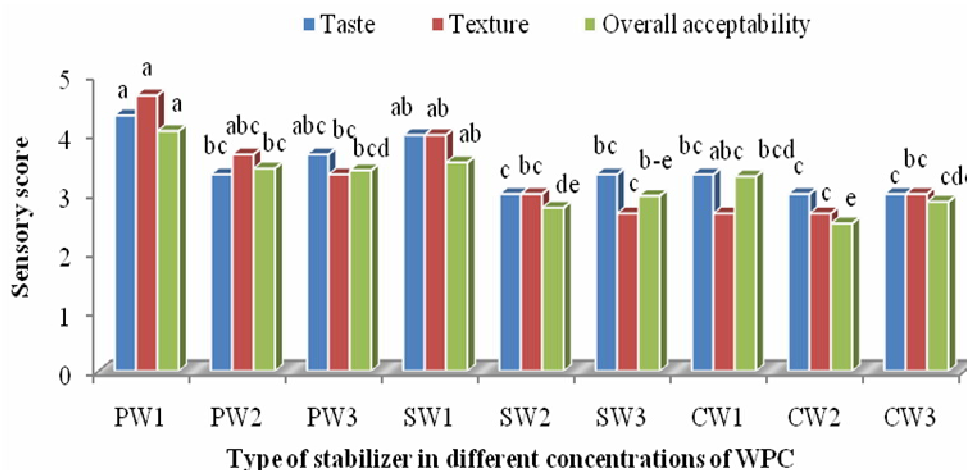 Taste Texture Overall acceptability
Sensory score
5
4
3
2
1
0
a a a
bc abc bc
abc bc bcd
ab ab ab
c bc de
bc c b-e
bc abc bcd
c c e
c bc cde
PW1 PW2 PW3 SW1 SW2 SW3 CW1 CW2 CW3
Type of stabilizer in different concentrations of WPC